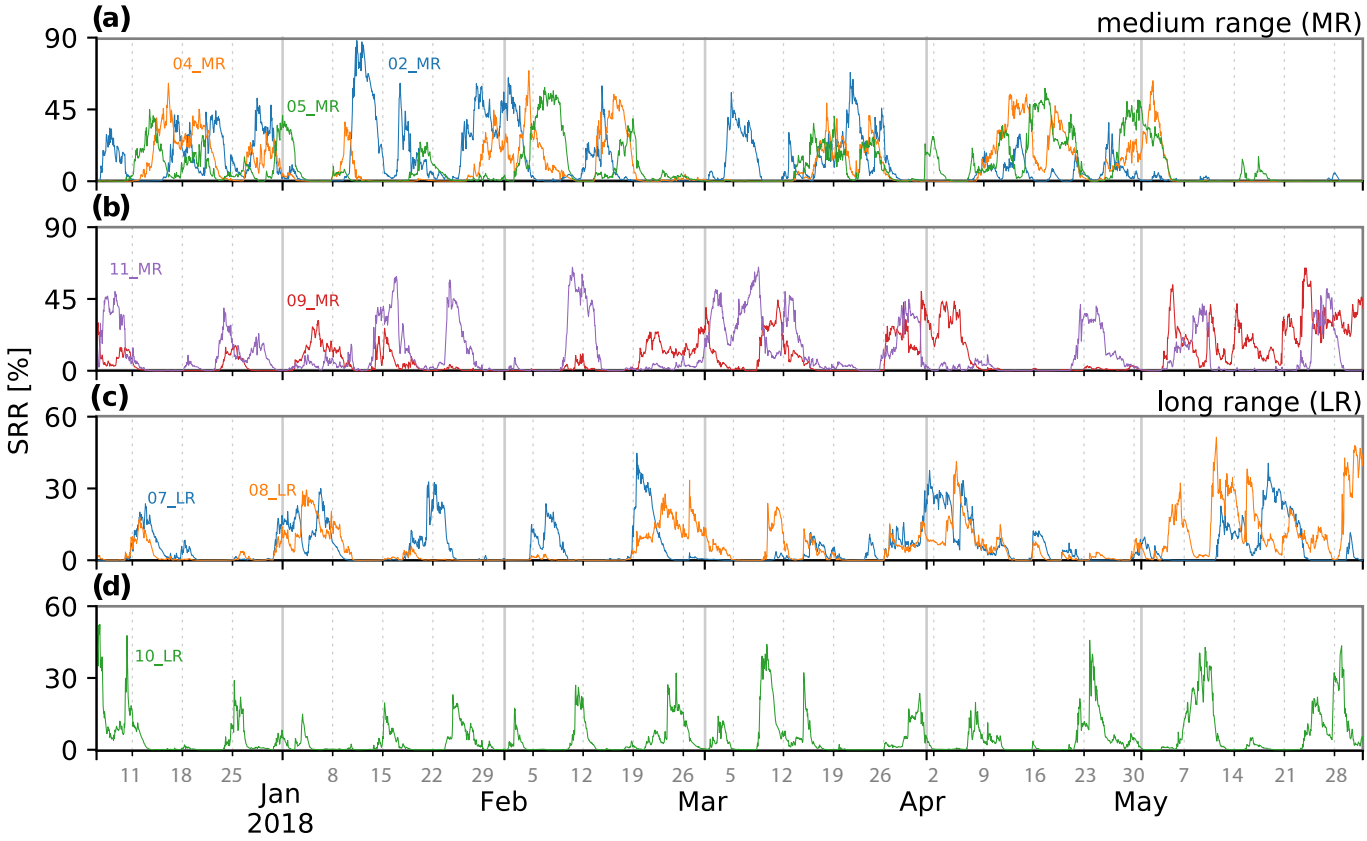 (a)
medium range (MR)
90
04_MR
02_MR
05_MR
45
0
(b)
90
11_MR
09_MR
45
0
SRR [%]
(c)
long range (LR)
60
07_LR
08_LR
30
0
(d)
60
10_LR
30
0
11 18 25 8 15 22 29 5 12 19 26 5 12 19 26 2 9 16 23 30 7 14 21 28
Jan Feb Mar Apr May
2018